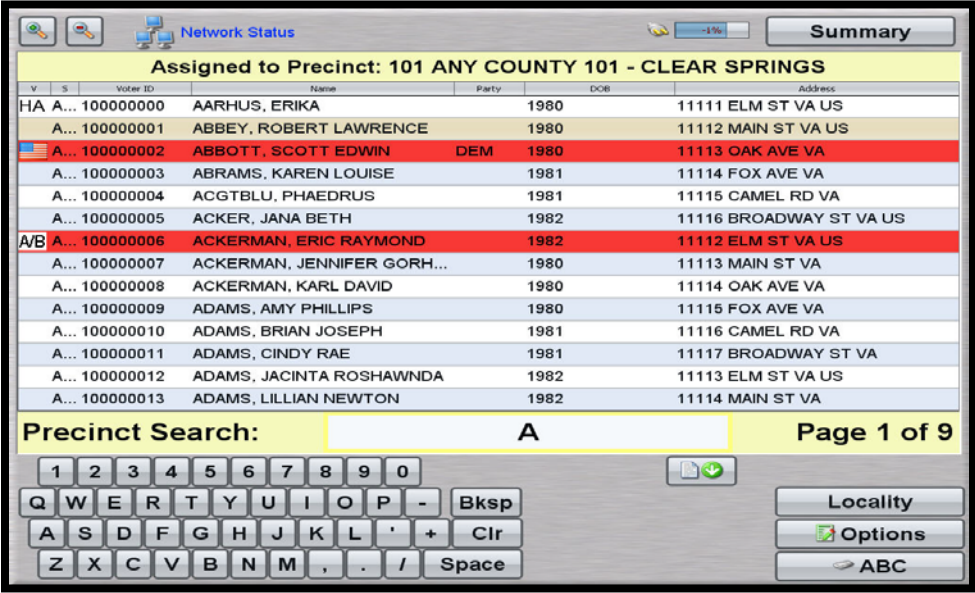 Network Status -1% Summary
Assigned to Precinct: 101 ANY COUNTY 101 - CLEAR SPRINGS
V S Voter ID Name Party DOB Address
HA A... 100000000 AARHUS, ERIKA 1980 11111 ELM ST VA US
A... 100000001 ABBEY, ROBERT LAWRENCE 1980 11112 MAIN ST VA US
A... 100000002 ABBOTT, SCOTT EDWIN DEM 1980 11113 OAK AVE VA
A... 100000003 ABRAMS, KAREN LOUISE 1981 11114 FOX AVE VA
A... 100000004 ACGTBLU, PHAEDRUS 1981 11115 CAMEL RD VA
A... 100000005 ACKER, JANA BETH 1982 11116 BROADWAY ST VA US
A/B A... 100000006 ACKERMAN, ERIC RAYMOND 1982 11112 ELM ST VA US
A... 100000007 ACKERMAN, JENNIFER GORH... 1980 11113 MAIN ST VA
A... 100000008 ACKERMAN, KARL DAVID 1980 11114 OAK AVE VA
A... 100000009 ADAMS, AMY PHILLIPS 1980 11115 FOX AVE VA
A... 100000010 ADAMS, BRIAN JOSEPH 1981 11116 CAMEL RD VA
A... 100000011 ADAMS, CINDY RAE 1981 11117 BROADWAY ST VA
A... 100000012 ADAMS, JACINTA ROSHAWNDA 1982 11113 ELM ST VA US
A... 100000013 ADAMS, LILLIAN NEWTON 1982 11114 MAIN ST VA
Precinct Search: A Page 1 of 9
1 2 3 4 5 6 7 8 9 0
Q W E R T Y U I O P - Bksp Locality
A S D F G H J K L ' + Clr Options
Z X C V B N M , . / Space ABC